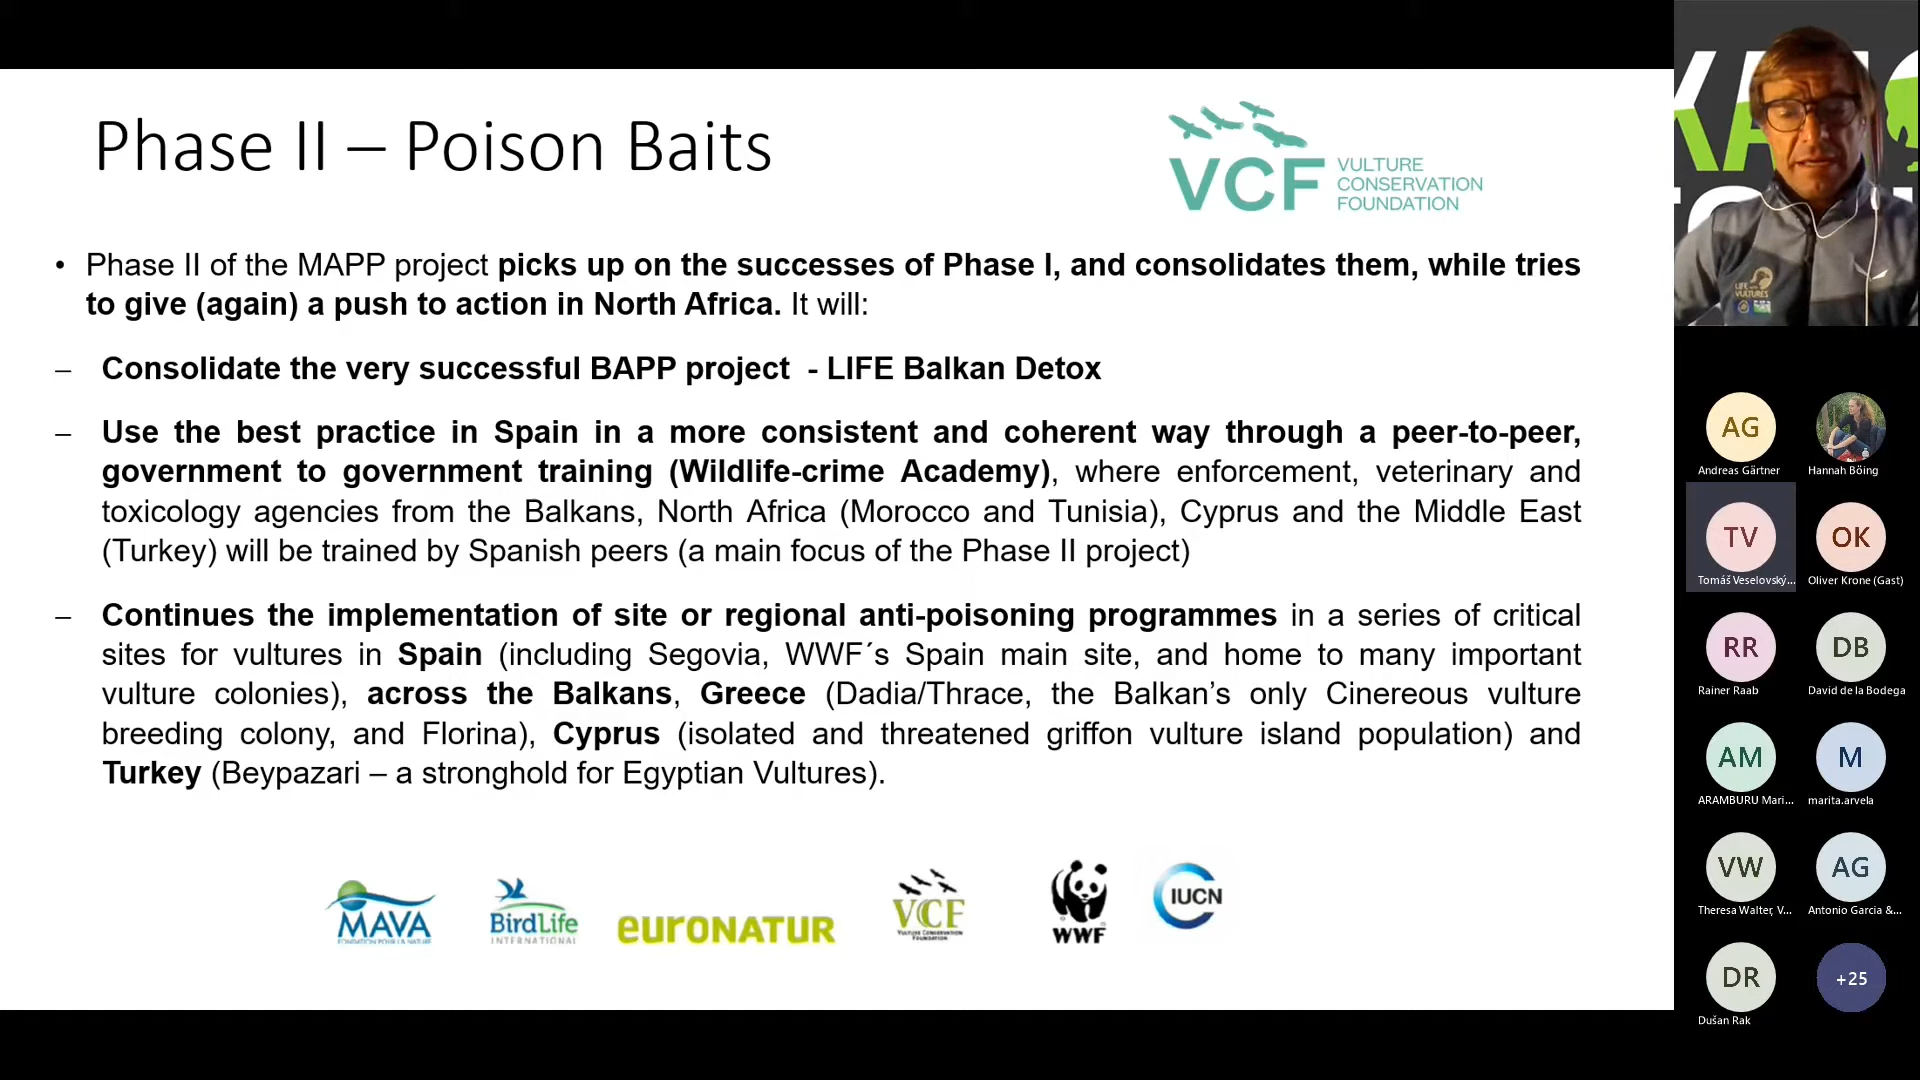 Phase II – Poison Baits
VCF
VULTURE
CONSERVATION
FOUNDATION
• Phase II of the MAPP project picks up on the successes of Phase I, and consolidates them, while tries
to give (again) a push to action in North Africa. It will:
– Consolidate the very successful BAPP project - LIFE Balkan Detox
– Use the best practice in Spain in a more consistent and coherent way through a peer-to-peer,
government to government training (Wildlife-crime Academy), where enforcement, veterinary and
toxicology agencies from the Balkans, North Africa (Morocco and Tunisia), Cyprus and the Middle East
(Turkey) will be trained by Spanish peers (a main focus of the Phase II project)
– Continues the implementation of site or regional anti-poisoning programmes in a series of critical
sites for vultures in Spain (including Segovia, WWF´s Spain main site, and home to many important
vulture colonies), across the Balkans, Greece (Dadia/Thrace, the Balkan’s only Cinereous vulture
breeding colony, and Florina), Cyprus (isolated and threatened griffon vulture island population) and
Turkey (Beypazari – a stronghold for Egyptian Vultures).
MAVA
FONDATION POUR LA NATURE
BirdLife
INTERNATIONAL
euronatur
VCF
VULTURE CONSERVATION
FOUNDATION
WWF
IUCN
LIFE
VULTURES
AG
Andreas Gärtner
Hannah Böing
TV
Tomáš Veselovský...
OK
Oliver Krone (Gast)
RR
Rainer Raab
DB
David de la Bodega
AM
ARAMBURU Mari...
M
marita.arvela
VW
Theresa Walter, V...
AG
Antonio Garcia &...
DR
Dušan Rak
+25